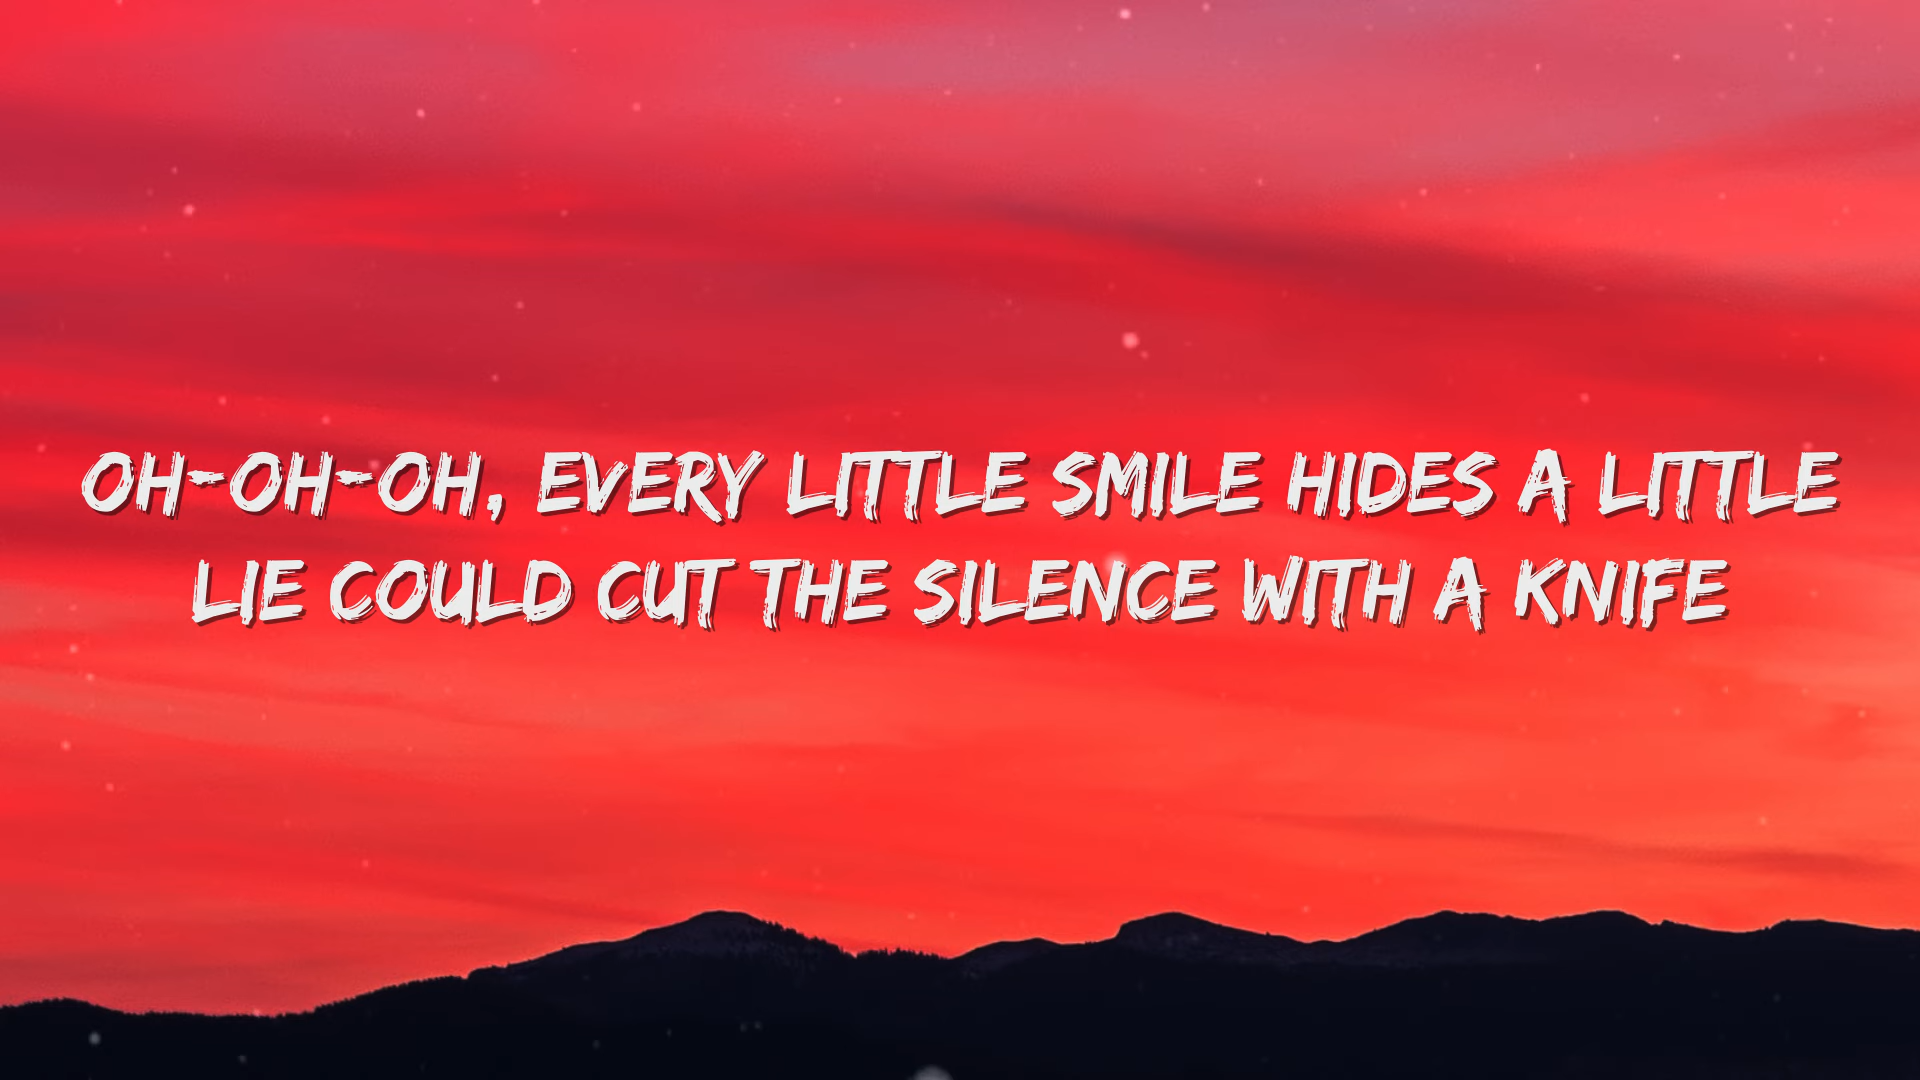 OH-OH-OH, EVERY LITTLE SMILE HIDES A LITTLE
LIE COULD CUT THE SILENCE WITH A KNIFE